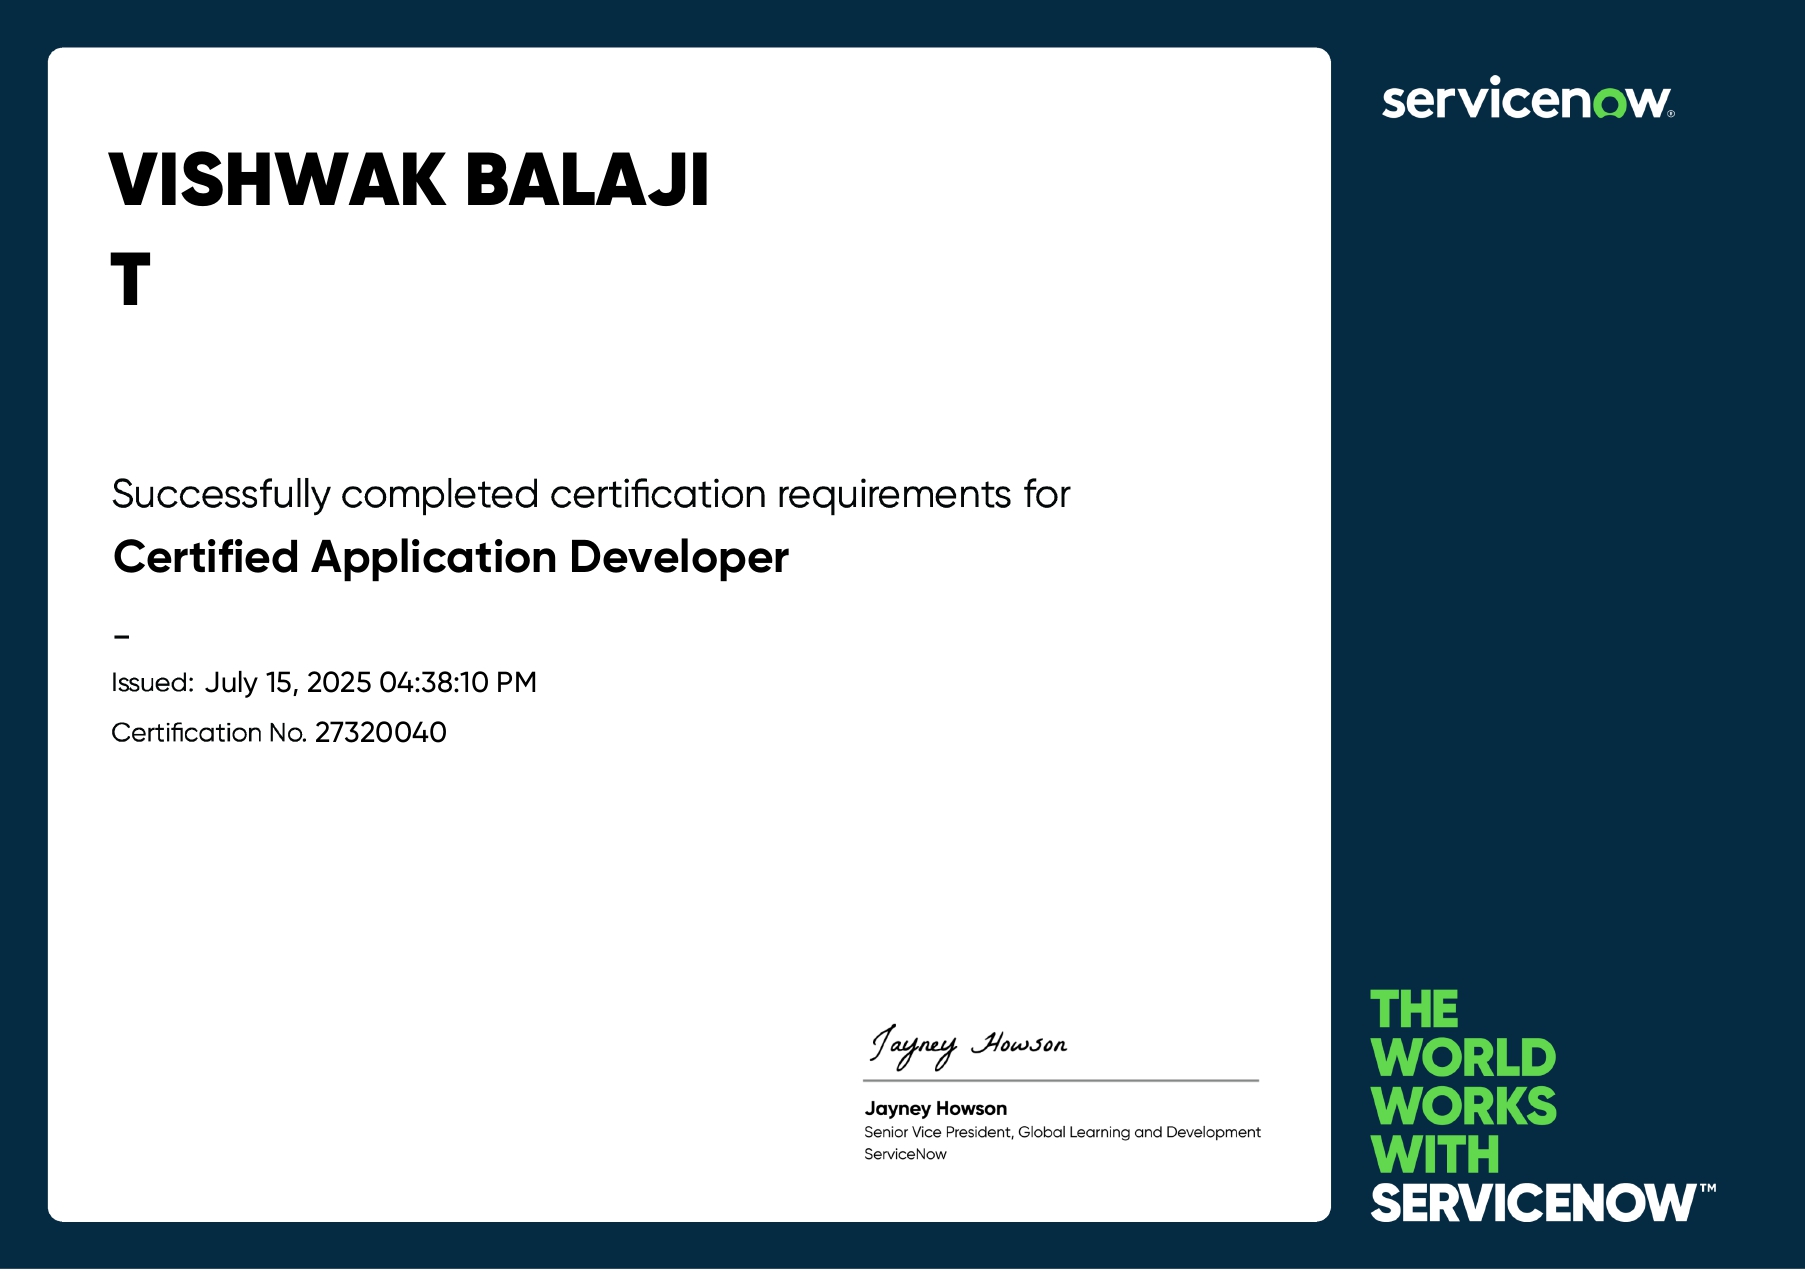 servicenow®
VISHWAK BALAJI
T
Successfully completed certification requirements for
Certified Application Developer
–
Issued: July 15, 2025 04:38:10 PM
Certification No. 27320040
Jayney Howson
Jayney Howson
Senior Vice President, Global Learning and Development
ServiceNow
THE
WORLD
WORKS
WITH
SERVICENOW™